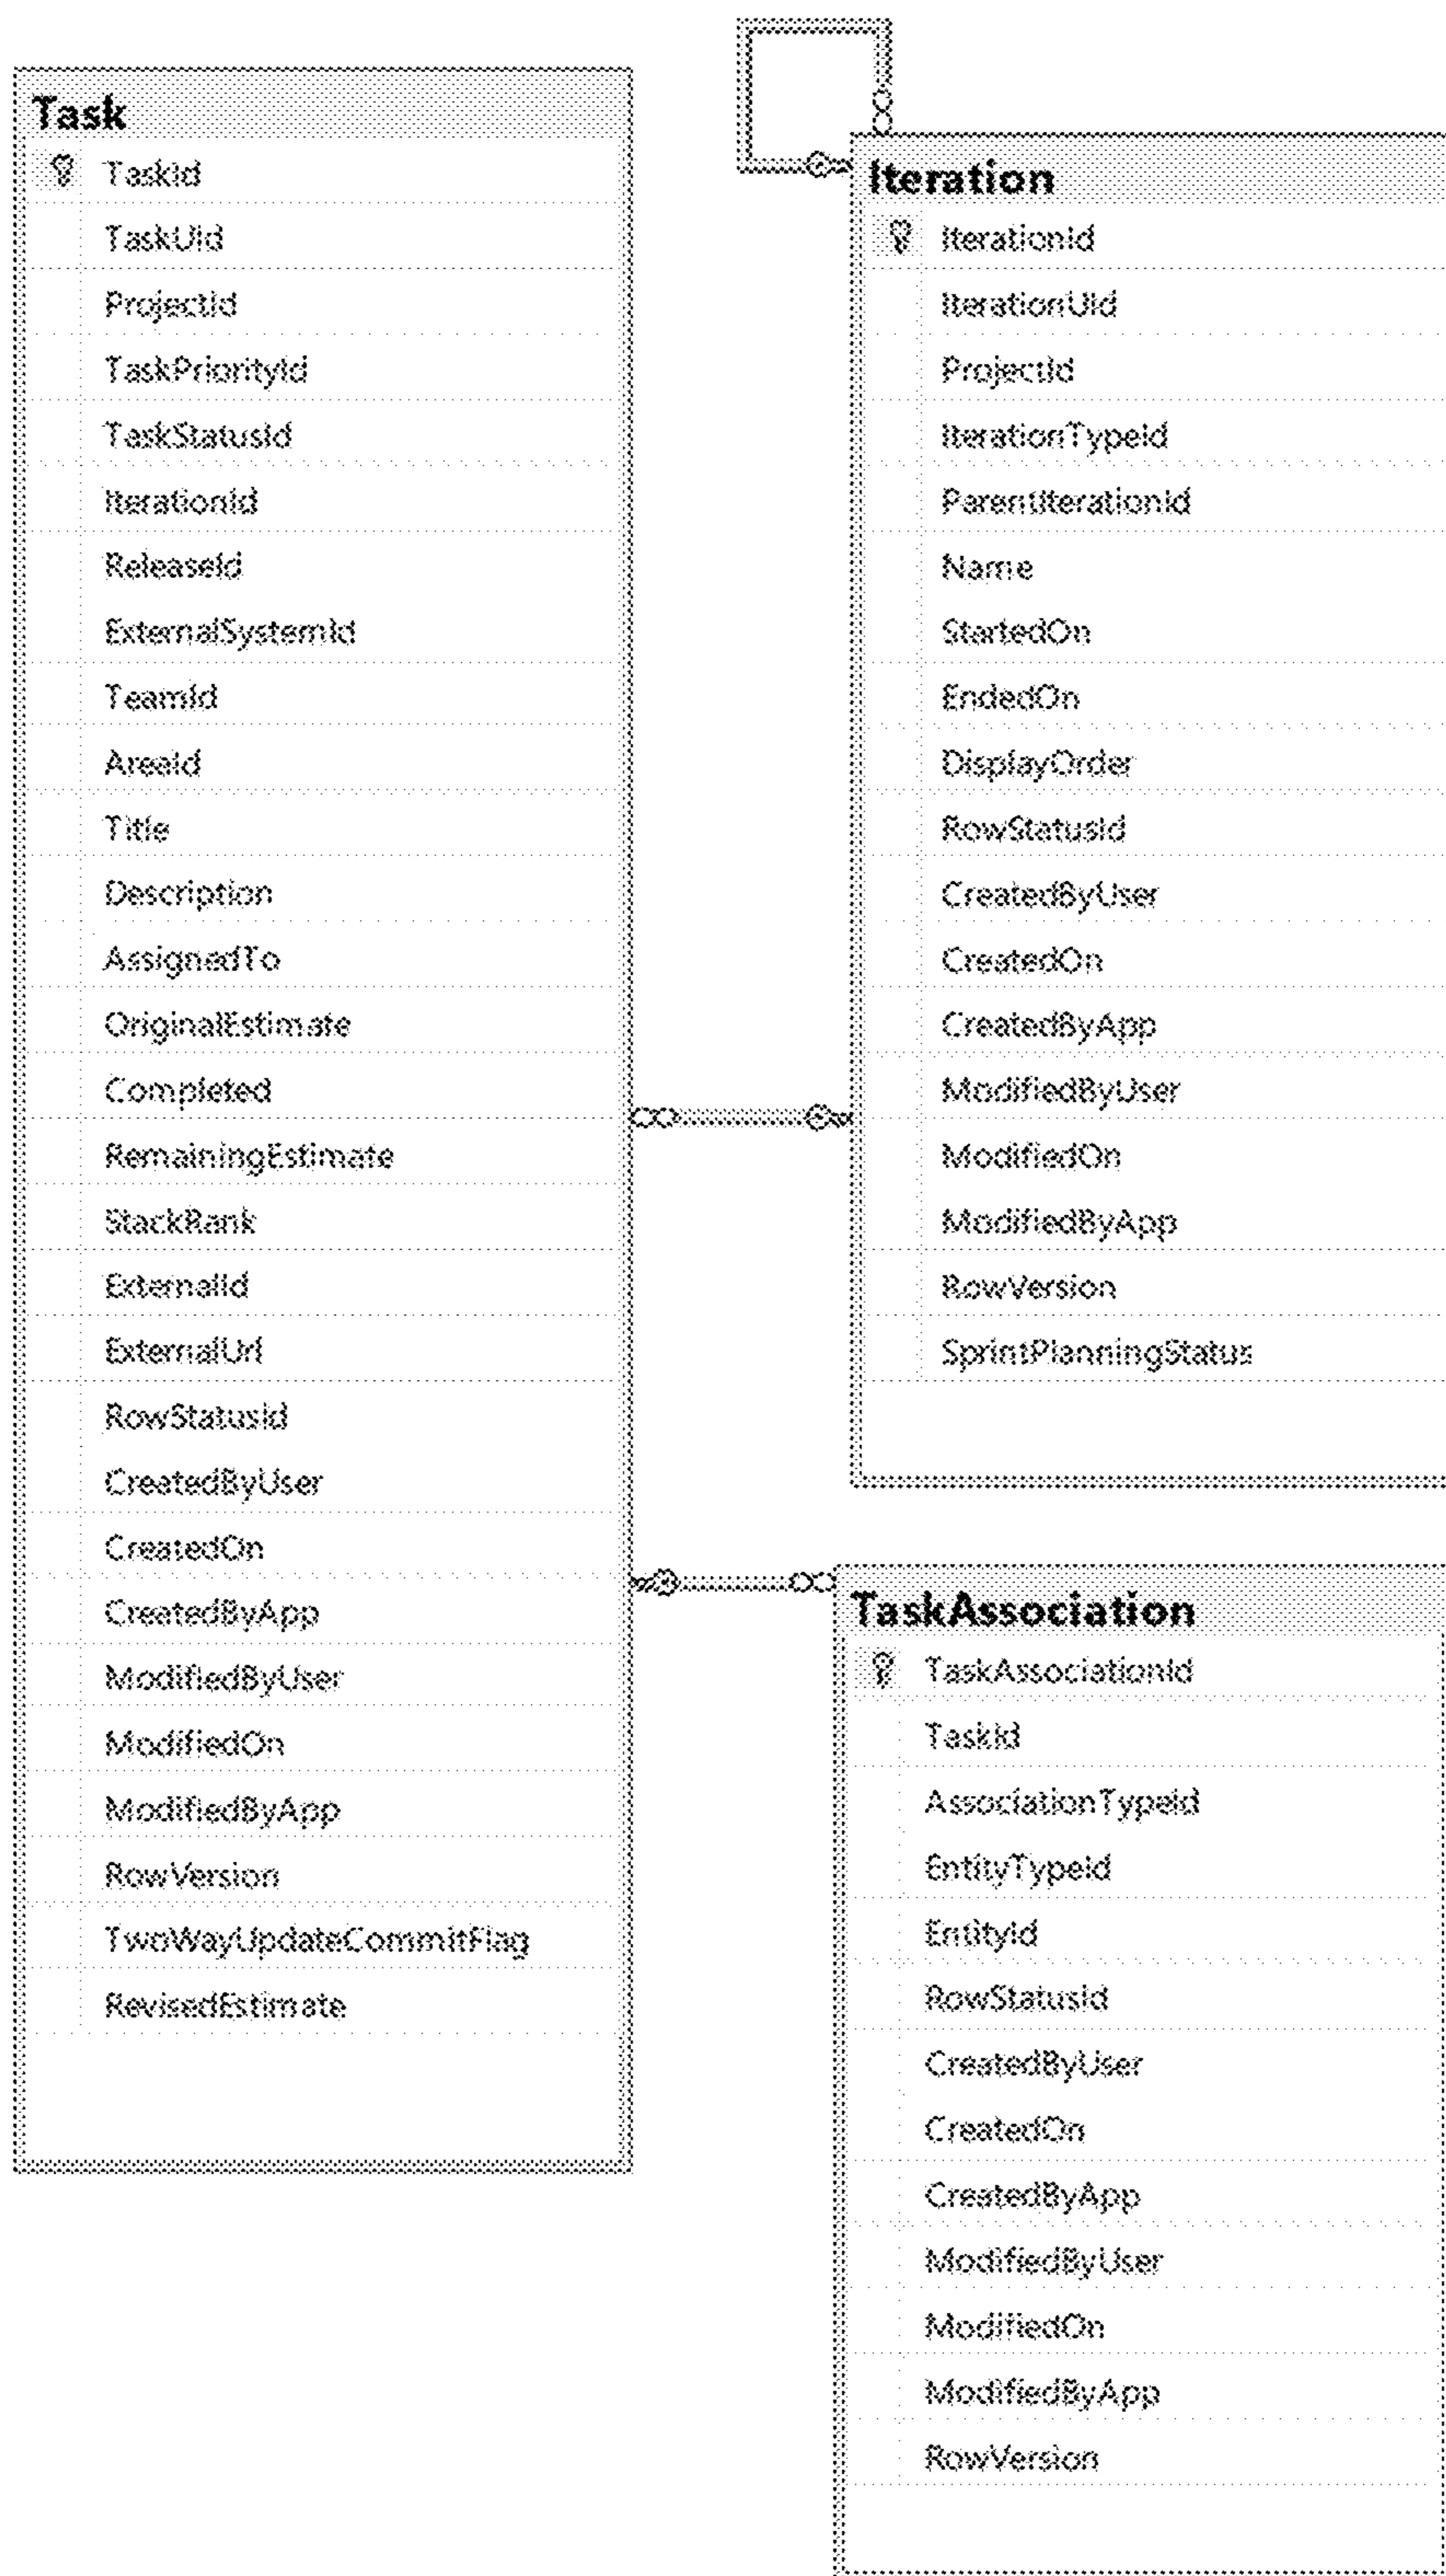 Task
TaskId
TaskUId
ProjectId
TaskPriorityId
TaskStatusId
IterationId
ReleaseId
ExternalSystemId
TeamId
AreaId
Title
Description
AssignedTo
OriginalEstimate
Completed
RemainingEstimate
StackRank
ExternalId
ExternalUrl
RowStatusId
CreatedByUser
CreatedOn
CreatedByApp
ModifiedByUser
ModifiedOn
ModifiedByApp
RowVersion
TwoWayUpdateCommitFlag
RevisedEstimate
Iteration
IterationId
IterationUId
ProjectId
IterationTypeId
ParentIterationId
Name
StartedOn
EndedOn
DisplayOrder
RowStatusId
CreatedByUser
CreatedOn
CreatedByApp
ModifiedByUser
ModifiedOn
ModifiedByApp
RowVersion
SprintPlanningStatus
TaskAssociation
TaskAssociationId
TaskId
AssociationTypeId
EntityTypeId
EntityId
RowStatusId
CreatedByUser
CreatedOn
CreatedByApp
ModifiedByUser
ModifiedOn
ModifiedByApp
RowVersion